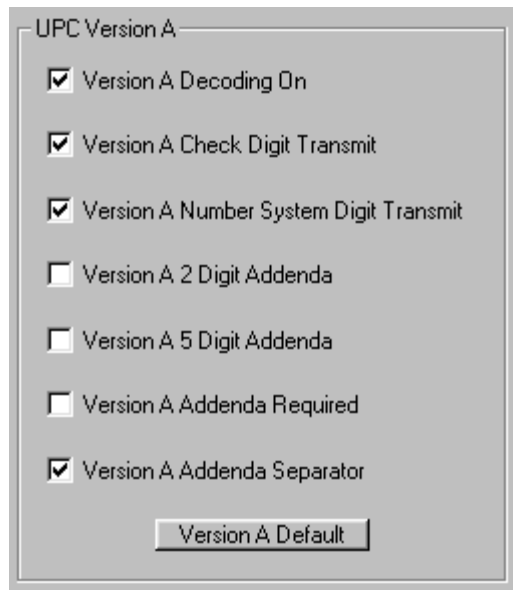 UPC Version A
Version A Decoding On
Version A Check Digit Transmit
Version A Number System Digit Transmit
Version A 2 Digit Addenda
Version A 5 Digit Addenda
Version A Addenda Required
Version A Addenda Separator
Version A Default